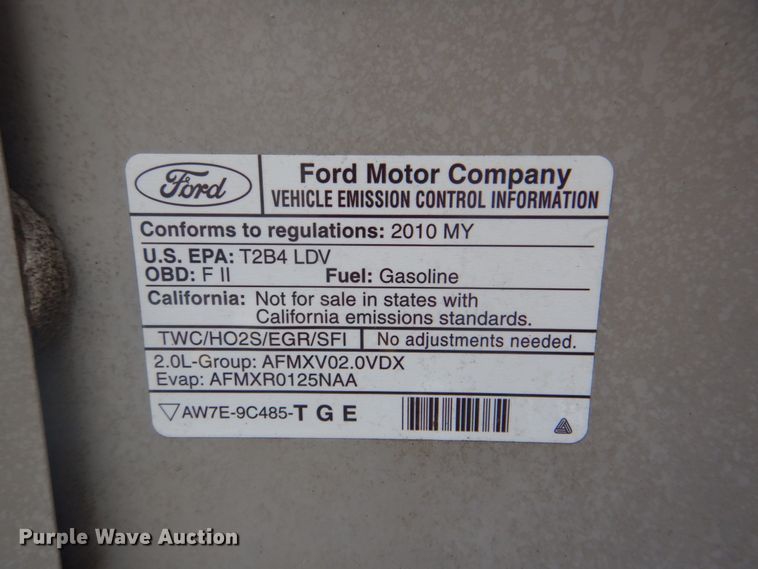 Ford
Ford Motor Company
VEHICLE EMISSION CONTROL INFORMATION
Conforms to regulations: 2010 MY
U.S. EPA: T2B4 LDV
OBD: F II Fuel: Gasoline
California: Not for sale in states with
California emissions standards.
TWC/HO2S/EGR/SFI No adjustments needed.
2.0L-Group: AFMXV02.0VDX
Evap: AFMXR0125NAA
AW7E-9C485-T G E
Purple Wave Auction